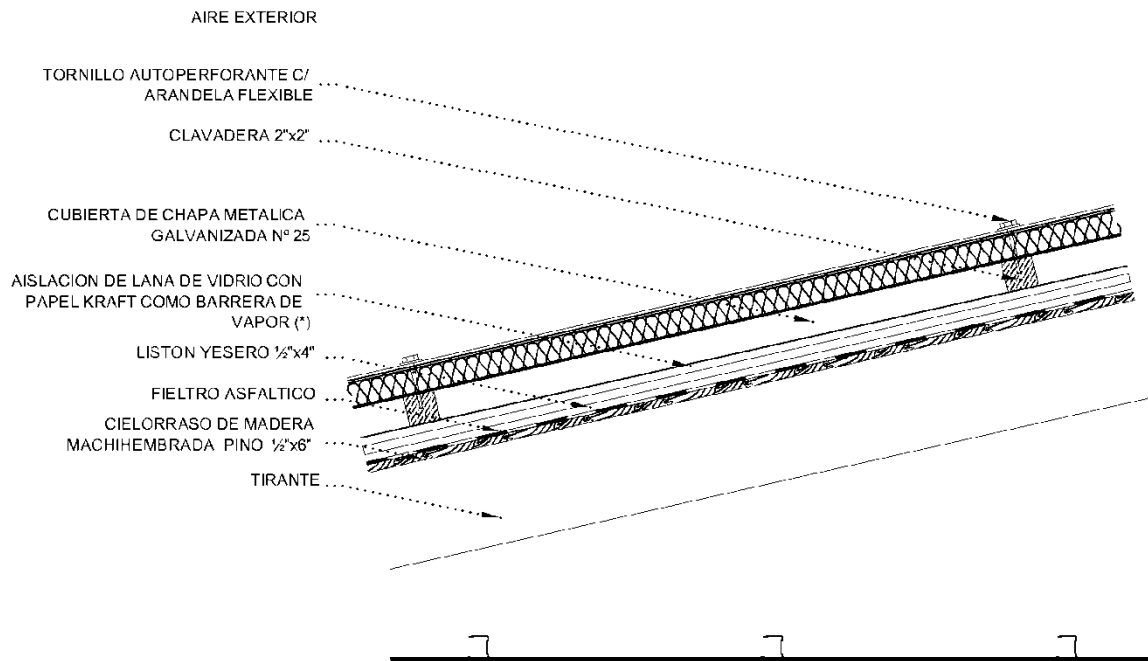 AIRE EXTERIOR
TORNILLO AUTOPERFORANTE C/
ARANDELA FLEXIBLE
CLAVADERA 2"x2"
CUBIERTA DE CHAPA METALICA
GALVANIZADA Nº 25
AISLACION DE LANA DE VIDRIO CON
PAPEL KRAFT COMO BARRERA DE
VAPOR (*)
LISTON YESERO ½"x4"
FIELTRO ASFALTICO
CIELORRASO DE MADERA
MACHIHEMBRADA PINO ½"x6"
TIRANTE